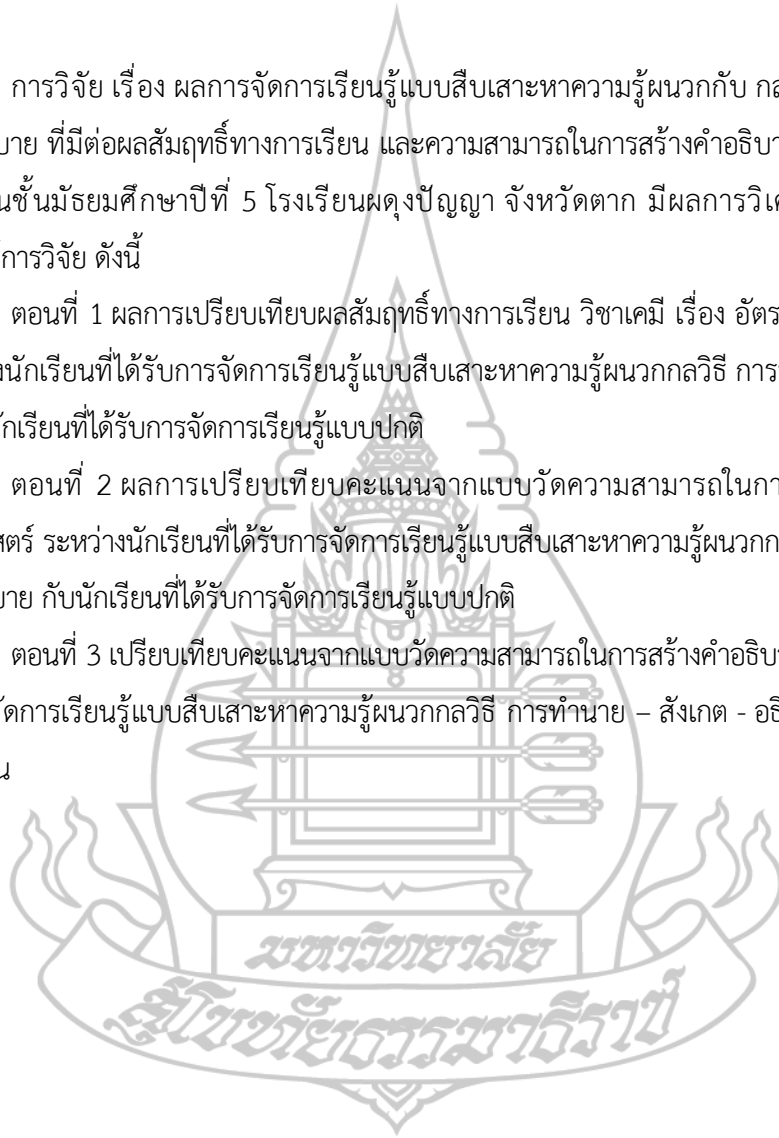 การวิจัย เรื่อง ผลการจัดการเรียนรู้แบบสืบเสาะหาความรู้ผนวกกับ
บาย ที่มีต่อผลสัมฤทธิ์ทางการเรียน และความสามารถในการสร้างคำอธิบา
นชั้นมัธยมศึกษาปีที่ 5 โรงเรียนผดุงปัญญา จังหวัดตาก มีผลการวิเค
การวิจัย ดังนี้
ตอนที่ 1 ผลการเปรียบเทียบผลสัมฤทธิ์ทางการเรียน วิชาเคมี เรื่อง อัตร
นักเรียนที่ได้รับการจัดการเรียนรู้แบบสืบเสาะหาความรู้ผนวกกลวิธี การ
ักเรียนที่ได้รับการจัดการเรียนรู้แบบปกติ
ตอนที่ 2 ผลการเปรียบเทียบคะแนนจากแบบวัดความสามารถในกา
สตร์ ระหว่างนักเรียนที่ได้รับการจัดการเรียนรู้แบบสืบเสาะหาความรู้ผนวกก
บาย กับนักเรียนที่ได้รับการจัดการเรียนรู้แบบปกติ
ตอนที่ 3 เปรียบเทียบคะแนนจากแบบวัดความสามารถในการสร้างคำอธิบ
ัดการเรียนรู้แบบสืบเสาะหาความรู้ผนวกกลวิธี การทำนาย – สังเกต - อธิ
น
มหาวิทยาลัย
สุโขทัยธรรมาธิราช